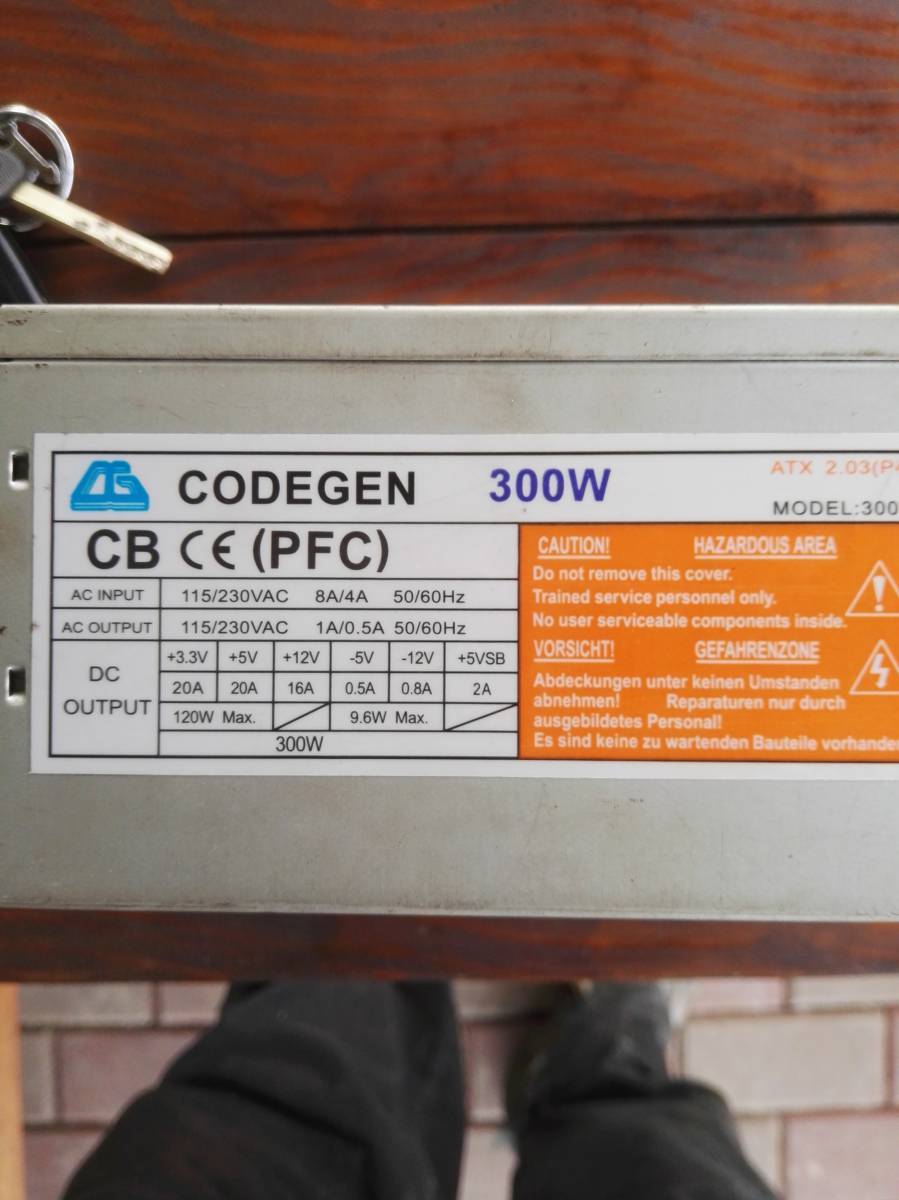 CODEGEN 300W
ATX 2.03(P4
MODEL:300
CB CE (PFC)
AC INPUT 115/230VAC 8A/4A 50/60Hz
AC OUTPUT 115/230VAC 1A/0.5A 50/60Hz
DC OUTPUT
+3.3V +5V +12V -5V -12V +5VSB
20A 20A 16A 0.5A 0.8A 2A
120W Max. 9.6W Max.
300W
CAUTION! HAZARDOUS AREA
Do not remove this cover.
Trained service personnel only.
No user serviceable components inside.
VORSICHT! GEFAHRENZONE
Abdeckungen unter keinen Umstanden
abnehmen! Reparaturen nur durch
ausgebildetes Personal!
Es sind keine zu wartenden Bauteile vorhanden